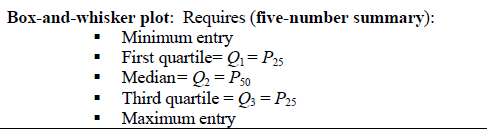 Box-and-whisker plot: Requires (five-number summary):
▪ Minimum entry
▪ First quartile= Q₁ = P₂₅
▪ Median= Q₂ = P₅₀
▪ Third quartile = Q₃ = P₂₅
▪ Maximum entry